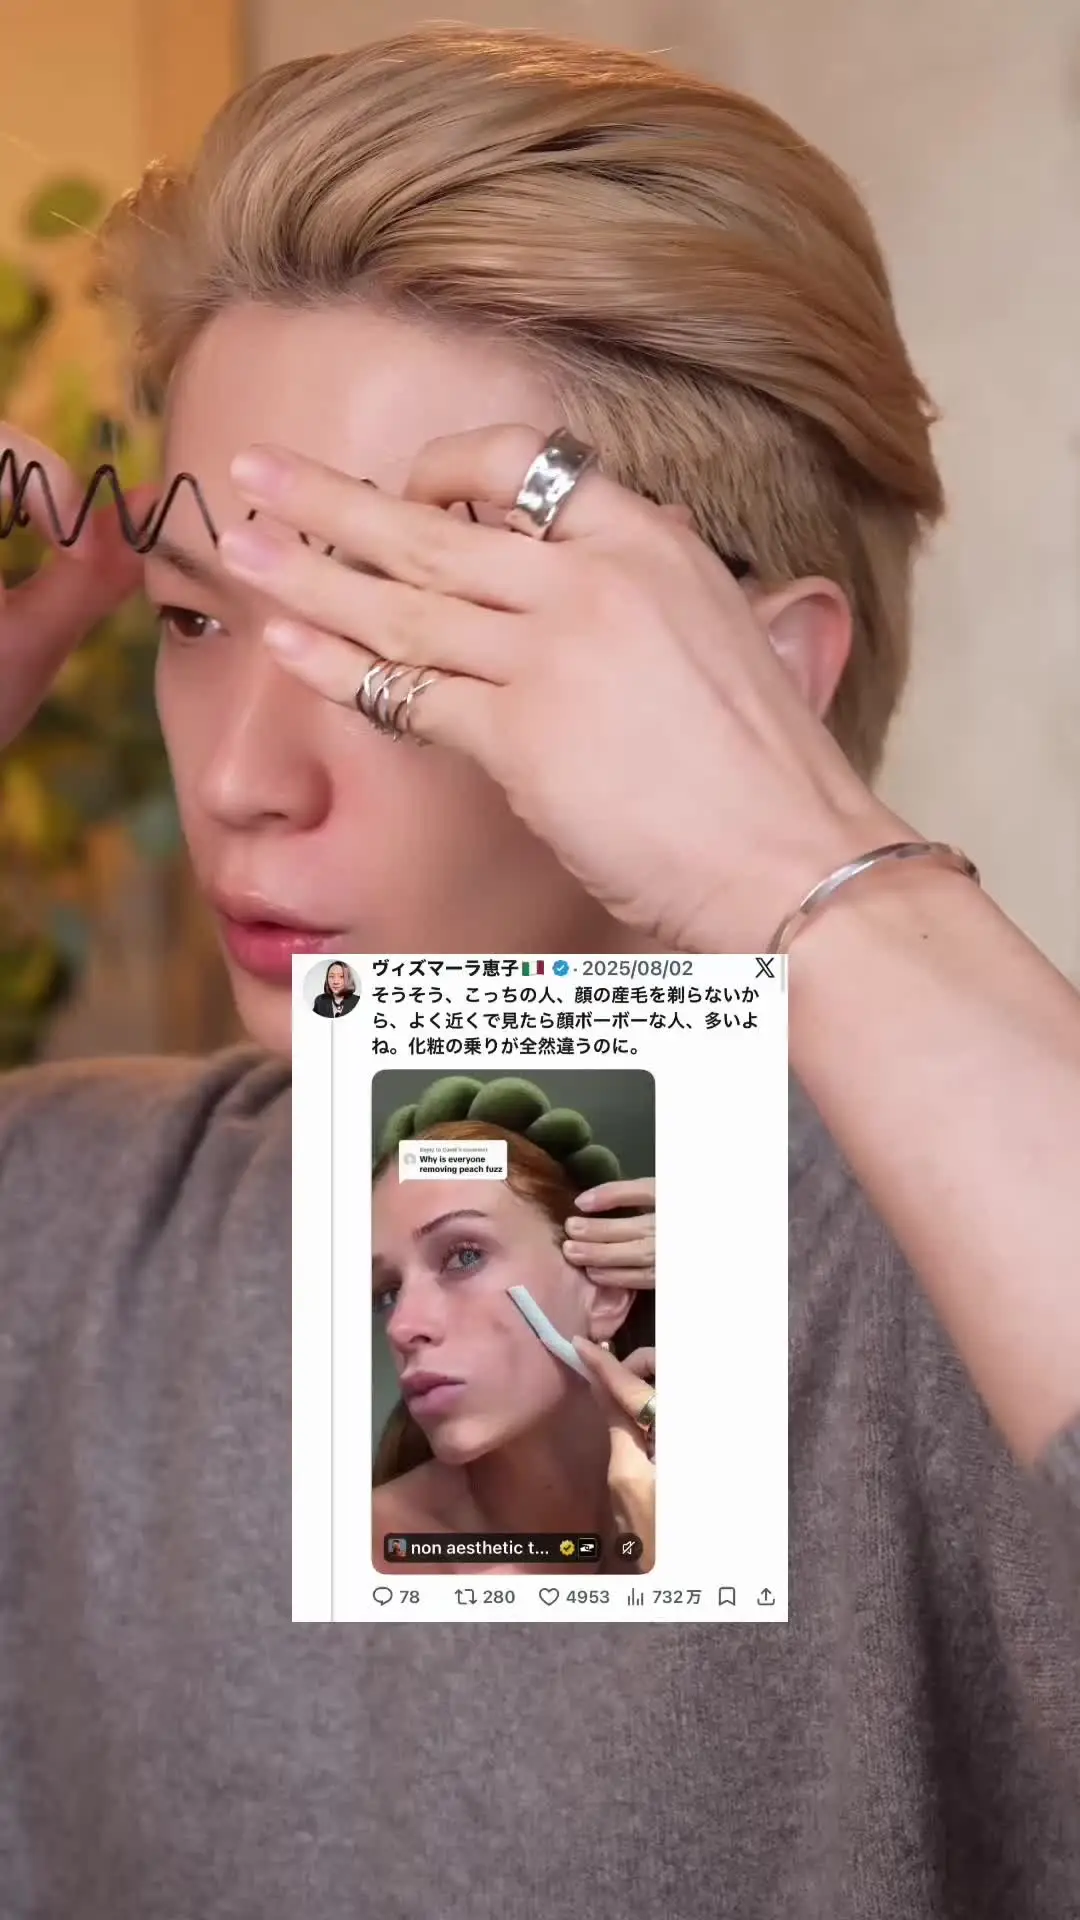 ヴィズマーラ恵子🇮🇹 · 2025/08/02
そうそう、こっちの人、顔の産毛を剃らないか
ら、よく近くで見たら顔ボーボーな人、多いよ
ね。化粧の乗りが全然違うのに。
Why is everyone
removing peach fuzz
non aesthetic t...
78 280 4953 732万